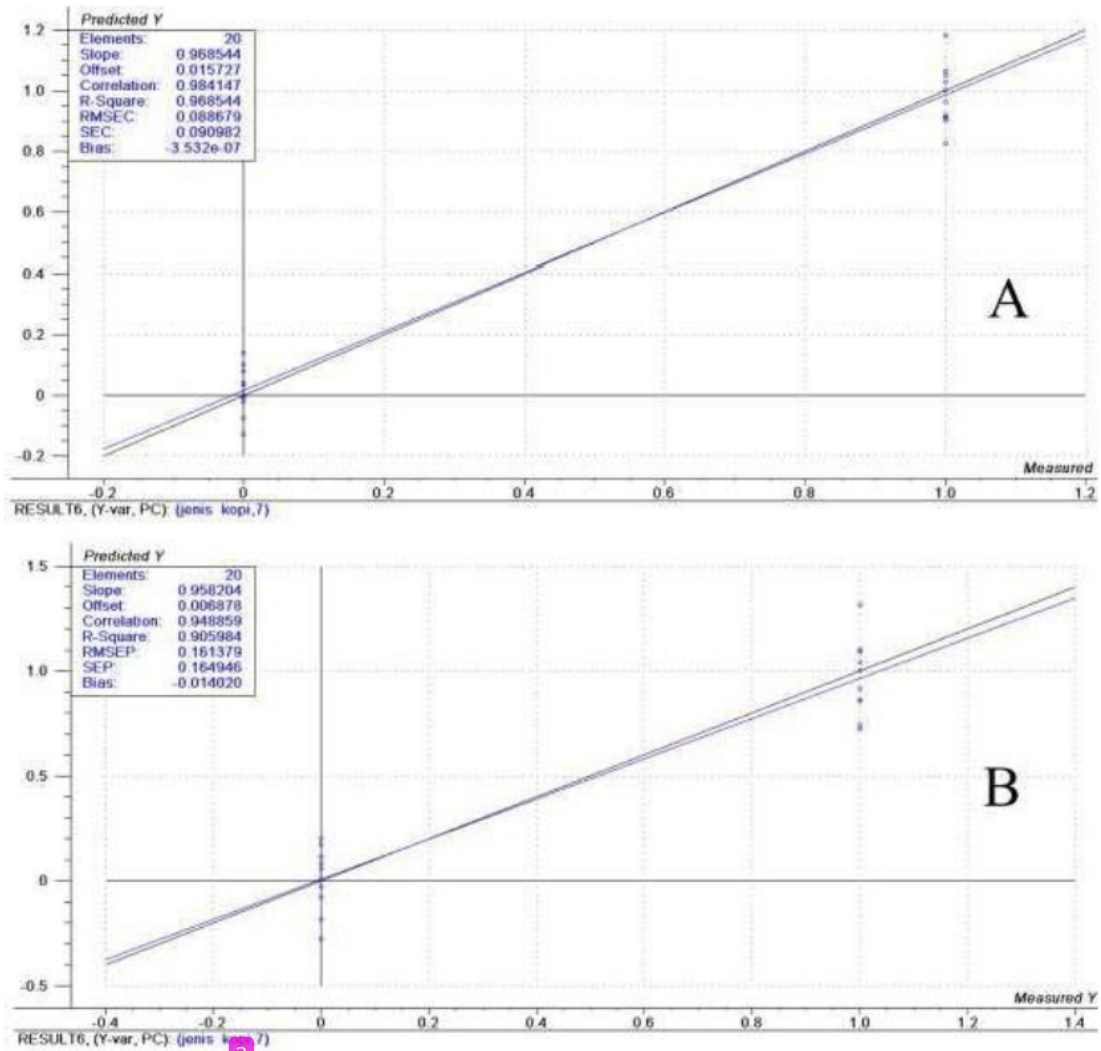 Predicted Y
Elements: 20
Slope: 0.968544
Offset: 0.015727
Correlation: 0.984147
R-Square: 0.968544
RMSEC: 0.088679
SEC: 0.090982
Bias: -3.532e-07
1.2
1.0
0.8
0.6
0.4
0.2
0
-0.2
A
Measured
-0.2 0 0.2 0.4 0.6 0.8 1.0 1.2
RESULT6, (Y-var, PC): (jenis kopi,7)
Predicted Y
Elements: 20
Slope: 0.958204
Offset: 0.006878
Correlation: 0.948859
R-Square: 0.905984
RMSEP: 0.161379
SEP: 0.164946
Bias: -0.014020
1.5
1.0
0.5
0
-0.5
B
Measured Y
-0.4 -0.2 0 0.2 0.4 0.6 0.8 1.0 1.2 1.4
RESULT6, (Y-var, PC): (jenis kopi,7)